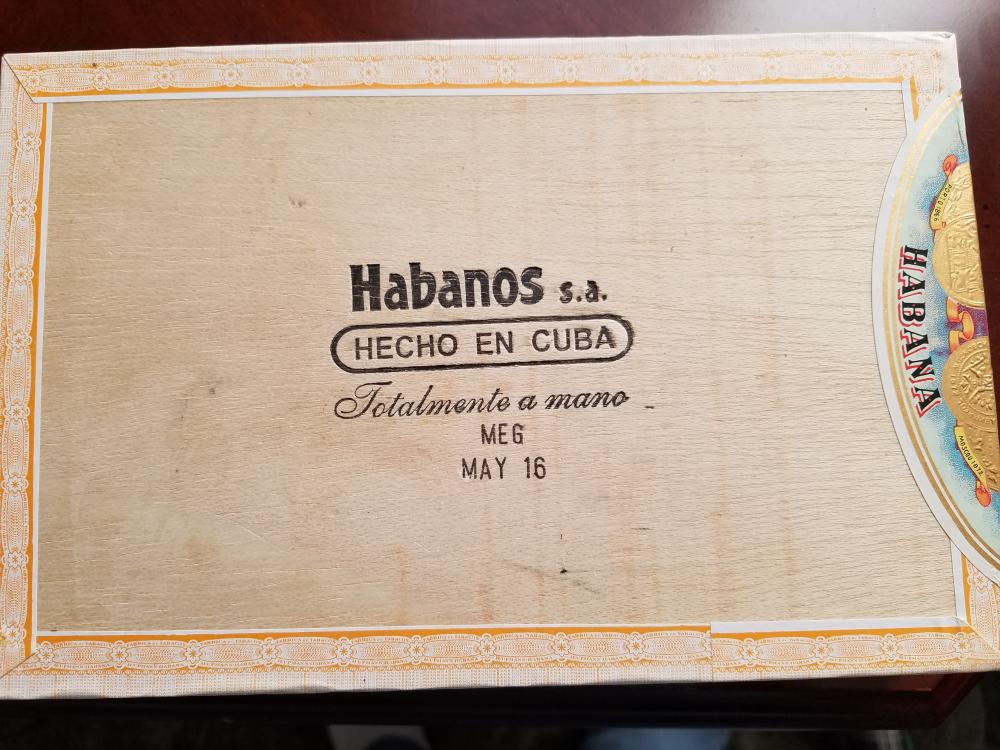 Habanos s.a.
HECHO EN CUBA
Totalmente a mano
MEG
MAY 16
HABANA